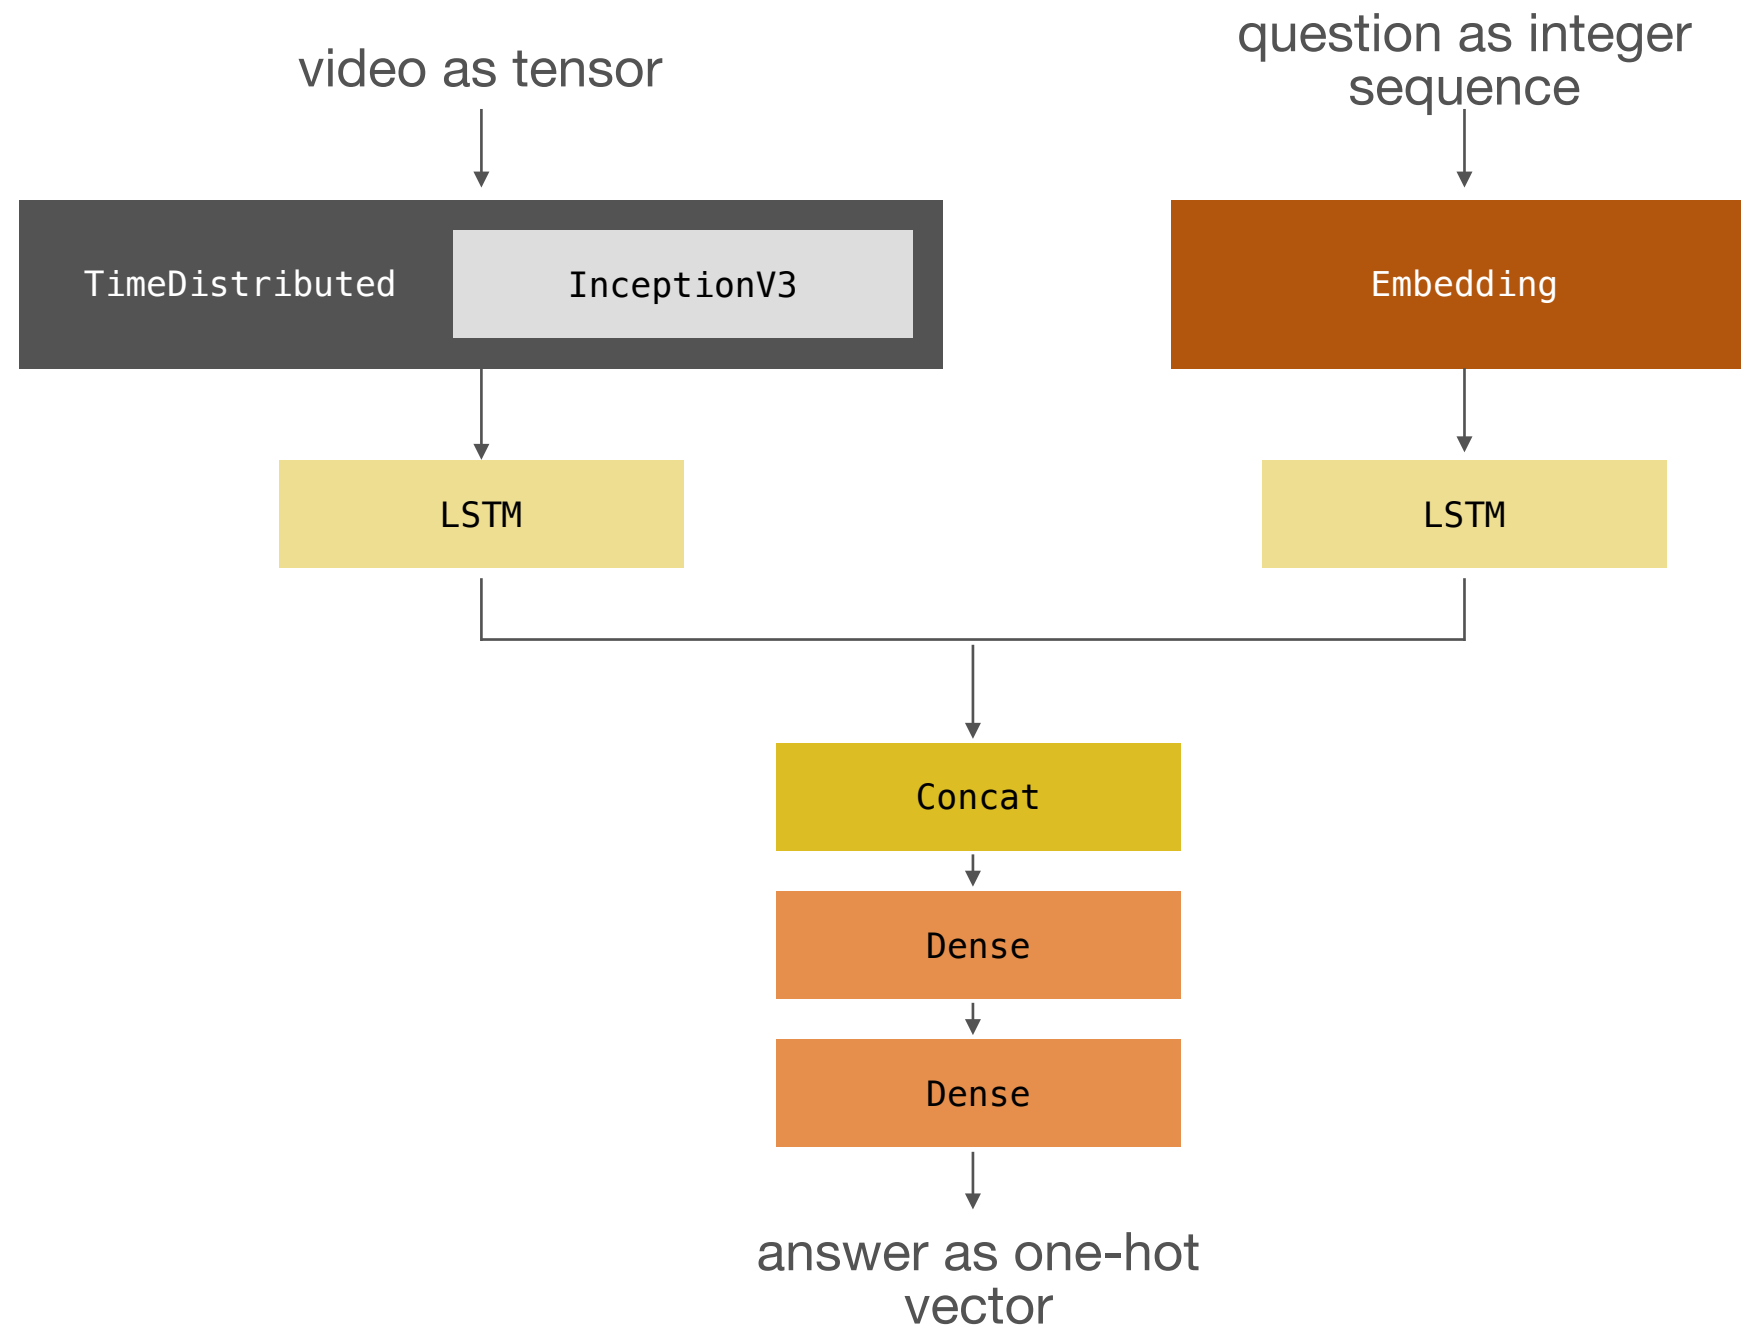 video as tensor
question as integer
sequence
TimeDistributed
InceptionV3
Embedding
LSTM
LSTM
Concat
Dense
Dense
answer as one-hot
vector